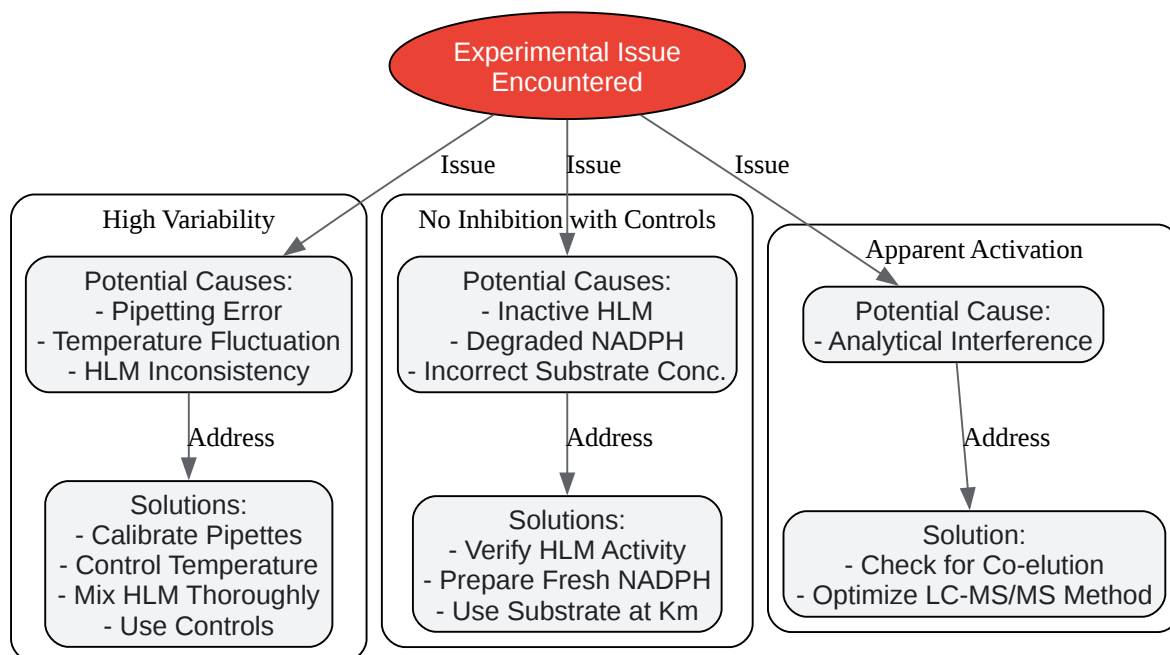 Experimental Issue
Encountered
Issue
Issue
Issue
High Variability
Potential Causes:
- Pipetting Error
- Temperature Fluctuation
- HLM Inconsistency
Address
Solutions:
- Calibrate Pipettes
- Control Temperature
- Mix HLM Thoroughly
- Use Controls
No Inhibition with Controls
Potential Causes:
- Inactive HLM
- Degraded NADPH
- Incorrect Substrate Conc.
Address
Solutions:
- Verify HLM Activity
- Prepare Fresh NADPH
- Use Substrate at Km
Apparent Activation
Potential Cause:
- Analytical Interference
Address
Solution:
- Check for Co-elution
- Optimize LC-MS/MS Method